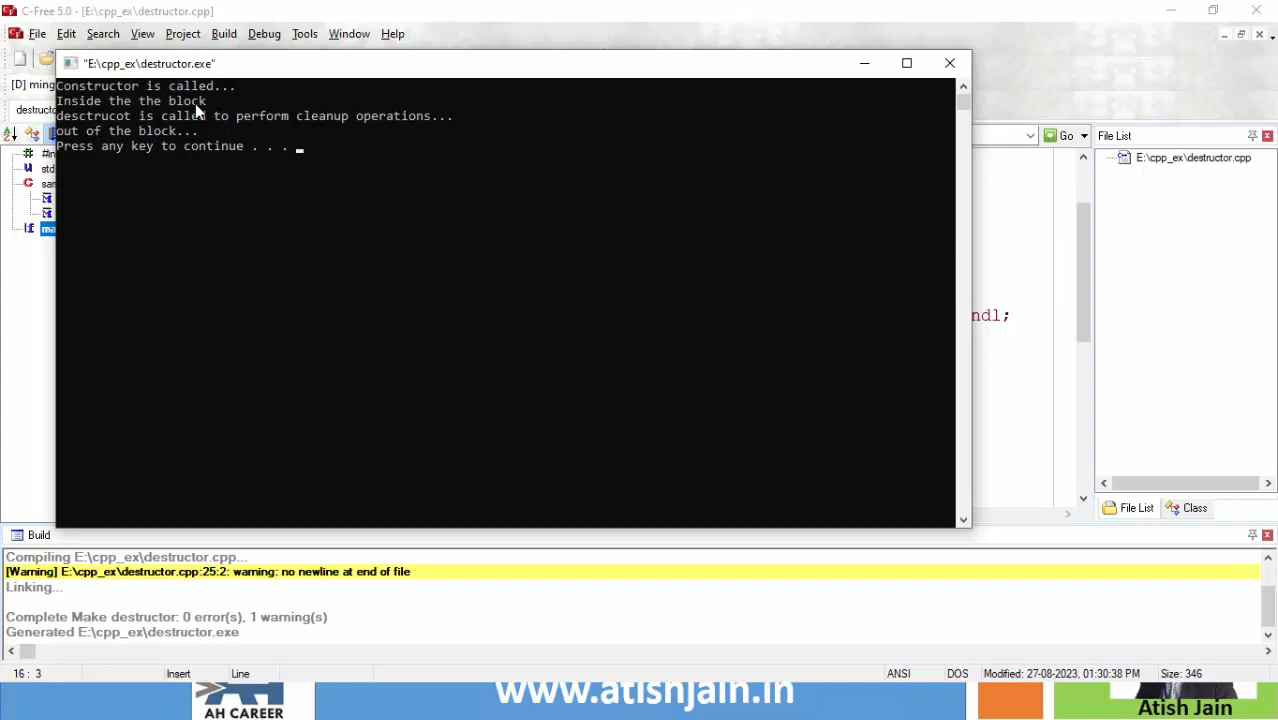 C-Free 5.0 - [E:\cpp_ex\destructor.cpp]
File Edit Search View Project Build Debug Tools Window Help
"E:\cpp_ex\destructor.exe"
[D] ming
Constructor is called...
Inside the the block
desctrucot is called to perform cleanup operations...
out of the block...
Press any key to continue . . .
Go
File List
E:\cpp_ex\destructor.cpp
ndl;
File List Class
Build
Compiling E:\cpp_ex\destructor.cpp...
[Warning] E:\cpp_ex\destructor.cpp:25:2: warning: no newline at end of file
Linking...
Complete Make destructor: 0 error(s), 1 warning(s)
Generated E:\cpp_ex\destructor.exe
16 : 3 Insert Line ANSI DOS Modified: 27-08-2023, 01:30:38 PM Size: 346
AH CAREER
www.atishjain.in
Atish Jain